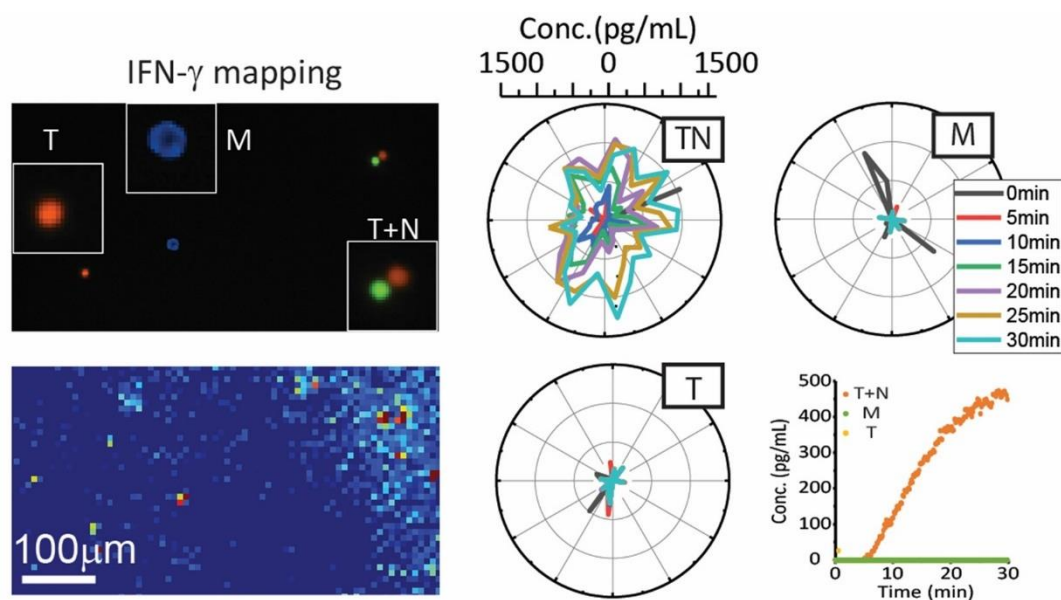 IFN-γ mapping
T
M
T+N
100μm
Conc.(pg/mL)
1500 0 1500
TN
M
0min
5min
10min
15min
20min
25min
30min
T
500
400
300
200
100
0
Conc. (pg/mL)
T+N
M
T
0 10 20 30
Time (min)